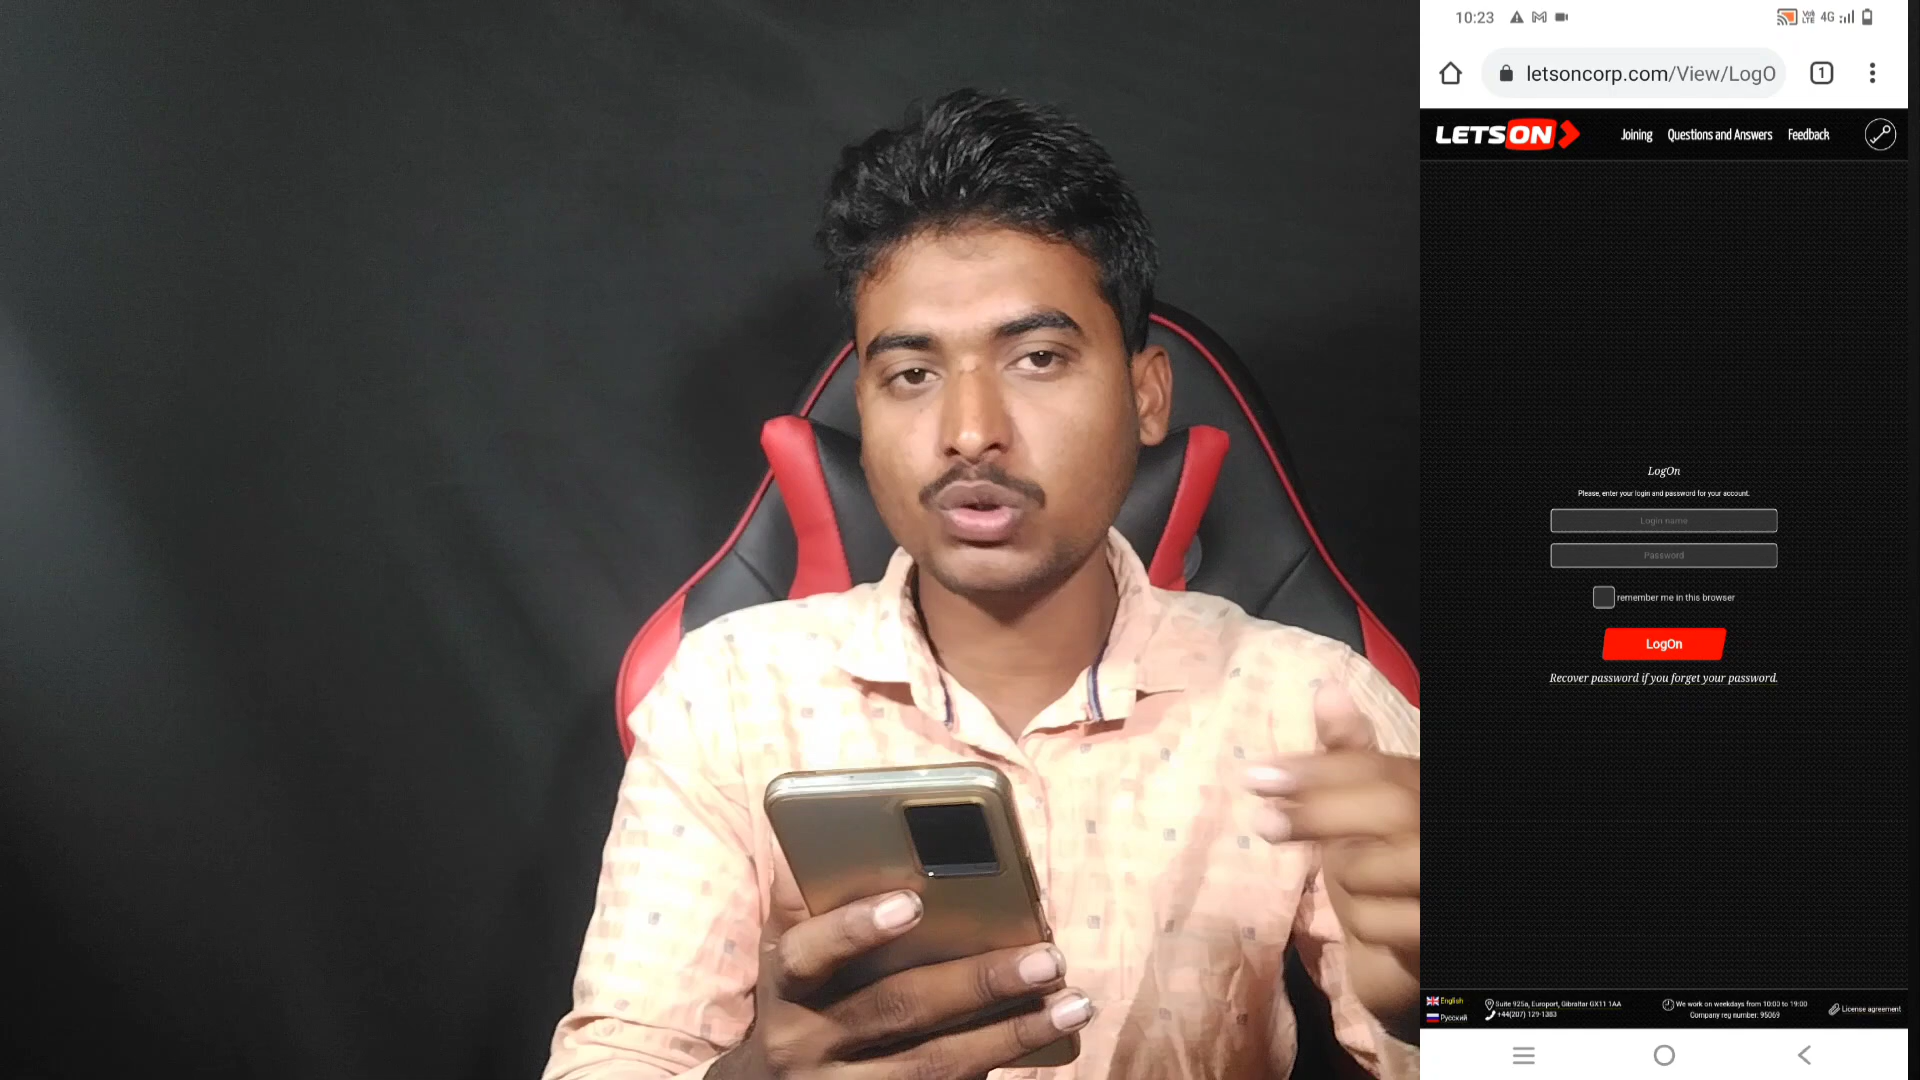 10:23
4G
letsoncorp.com/View/LogO
1
LETSON
Joining Questions and Answers Feedback
LogOn
Please, enter your login and password for your account.
Login name
Password
remember me in this browser
LogOn
Recover password if you forget your password.
English
Русский
Suite 925a, Europort, Gibraltar GX11 1AA
+44(207) 129-1383
We work on weekdays from 10:00 to 19:00
Company reg number: 95069
License agreement